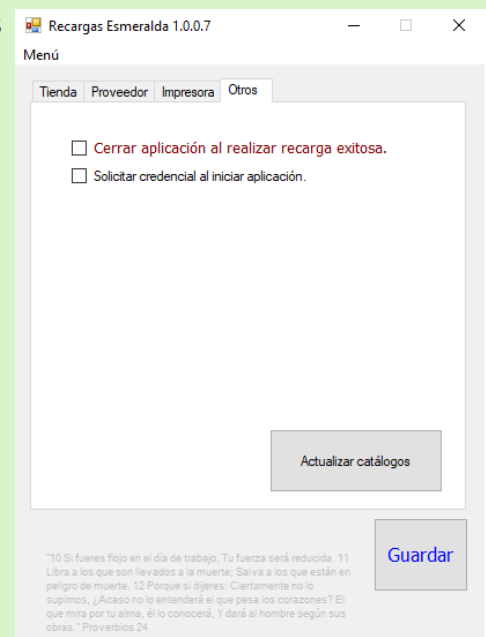 Recargas Esmeralda 1.0.0.7
Menú
Tienda Proveedor Impresora Otros
Cerrar aplicación al realizar recarga exitosa.
Solicitar credencial al iniciar aplicación.
Actualizar catálogos
Guardar
"10 Si fueres flojo en el día de trabajo, Tu fuerza será reducida. 11
Libra a los que son llevados a la muerte; Salva a los que están en
peligro de muerte. 12 Porque si dijeres: Ciertamente no lo
supimos, ¿Acaso no lo entenderá el que pesa los corazones? El
que mira por tu alma, él lo conocerá, Y dará al hombre según sus
obras." Proverbios 24